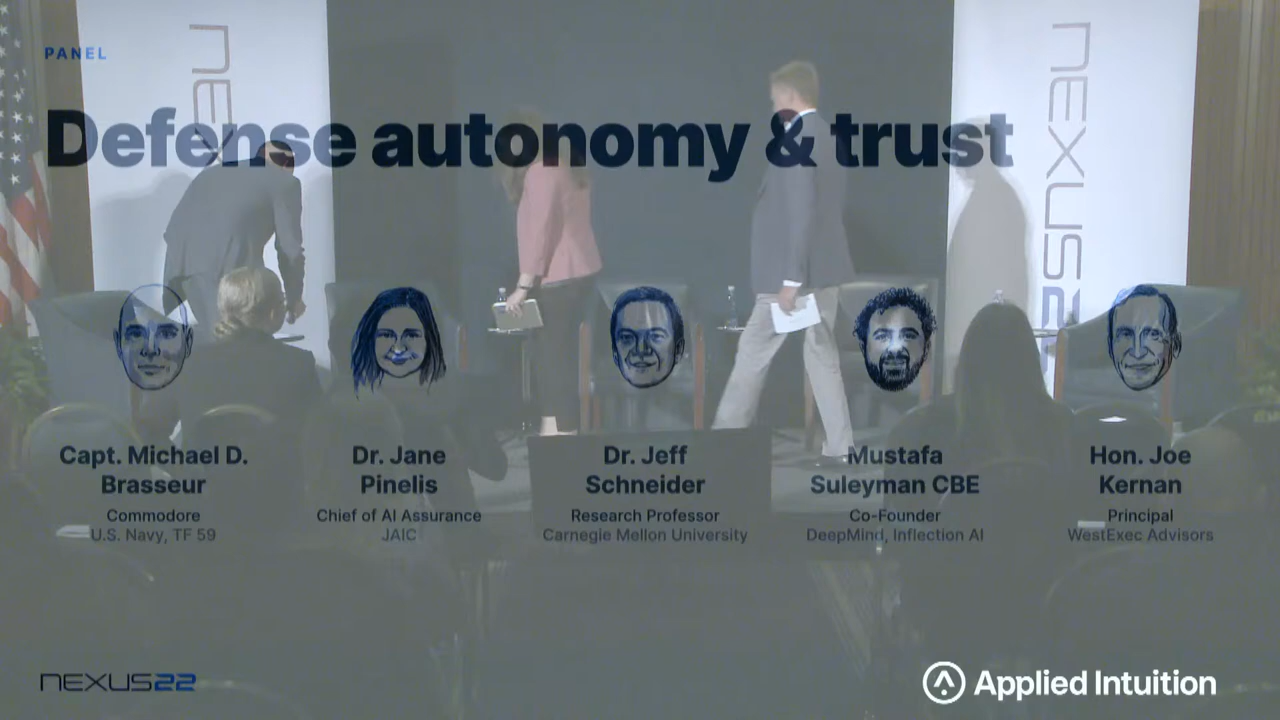 PANEL
Defense autonomy & trust
Capt. Michael D.
Brasseur
Commodore
U.S. Navy, TF 59
Dr. Jane
Pinelis
Chief of AI Assurance
JAIC
Dr. Jeff
Schneider
Research Professor
Carnegie Mellon University
Mustafa
Suleyman CBE
Co-Founder
DeepMind, Inflection AI
Hon. Joe
Kernan
Principal
WestExec Advisors
NEXUS22
Applied Intuition
NE
NEXUS22